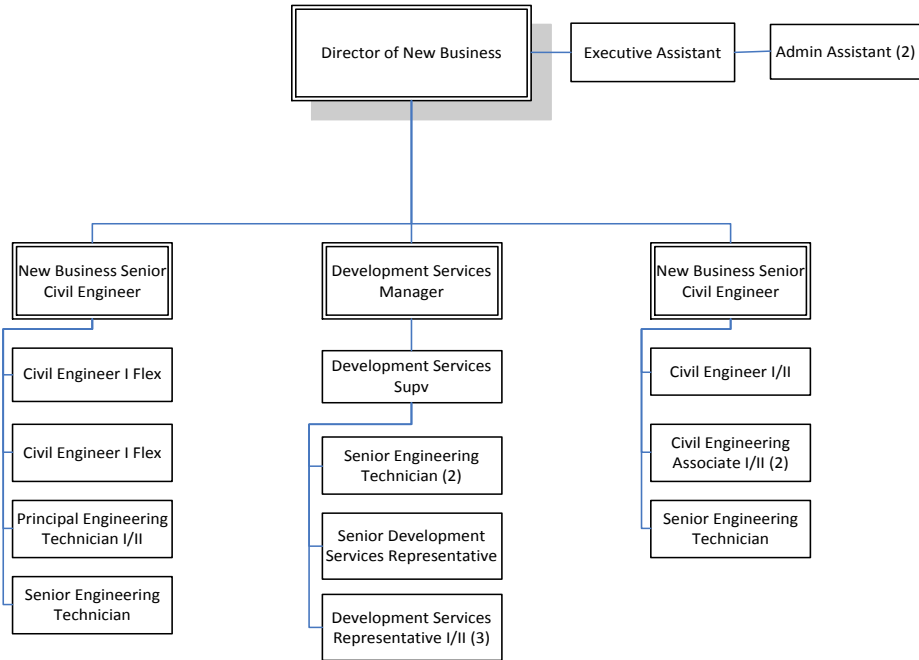 Director of New Business
Executive Assistant
Admin Assistant (2)
New Business Senior
Civil Engineer
Civil Engineer I Flex
Civil Engineer I Flex
Principal Engineering
Technician I/II
Senior Engineering
Technician
Development Services
Manager
Development Services
Supv
Senior Engineering
Technician (2)
Senior Development
Services Representative
Development Services
Representative I/II (3)
New Business Senior
Civil Engineer
Civil Engineer I/II
Civil Engineering
Associate I/II (2)
Senior Engineering
Technician